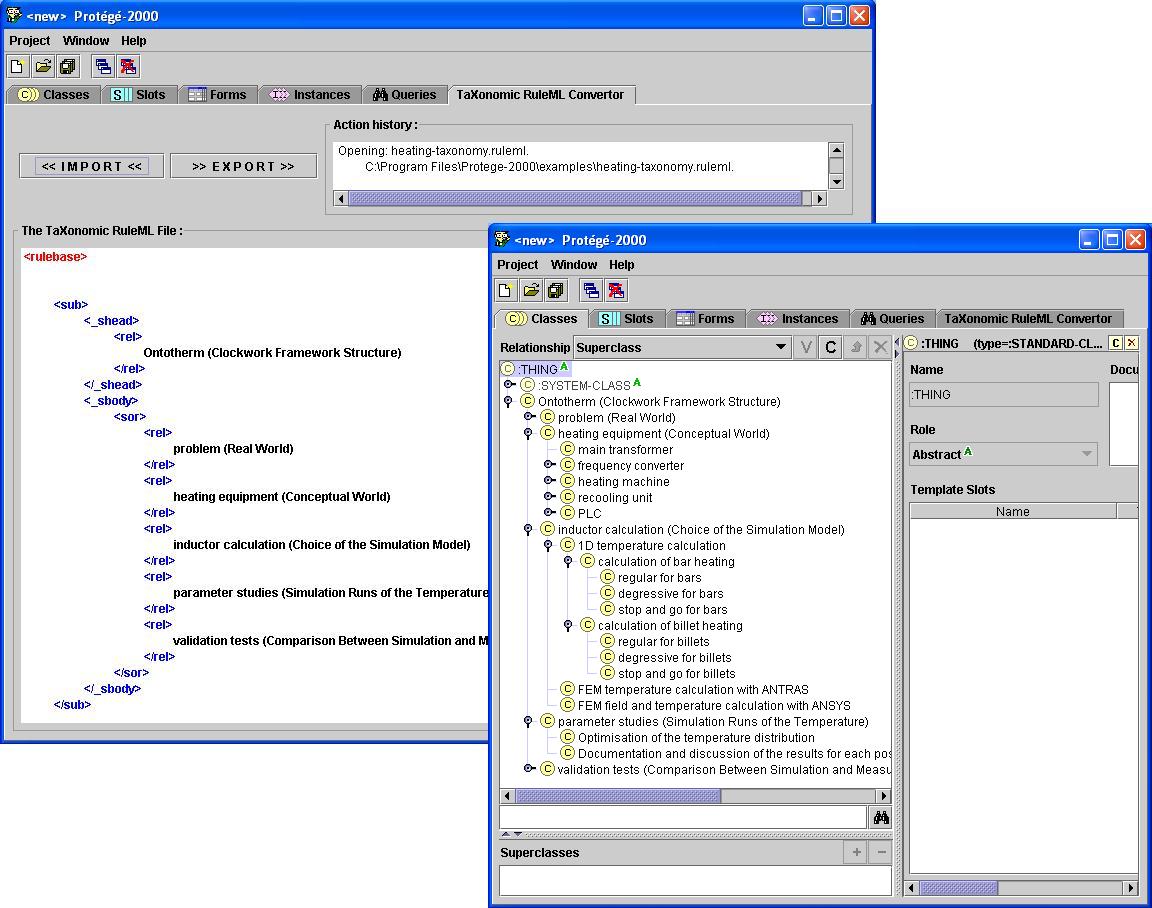 <new> Protégé-2000
Project Window Help
Classes Slots Forms Instances Queries TaXonomic RuleML Convertor
<< I M P O R T << >> E X P O R T >>
Action history :
Opening: heating-taxonomy.ruleml.
C:\Program Files\Protege-2000\examples\heating-taxonomy.ruleml.
The TaXonomic RuleML File :
<rulebase>
<sub>
<_shead>
<rel>
Ontotherm (Clockwork Framework Structure)
</rel>
</_shead>
<_sbody>
<sor>
<rel>
problem (Real World)
</rel>
<rel>
heating equipment (Conceptual World)
</rel>
<rel>
inductor calculation (Choice of the Simulation Model)
</rel>
<rel>
parameter studies (Simulation Runs of the Temperature
</rel>
<rel>
validation tests (Comparison Between Simulation and M
</rel>
</sor>
</_sbody>
</sub>
<new> Protégé-2000
Project Window Help
Classes Slots Forms Instances Queries TaXonomic RuleML Convertor
Relationship Superclass V C
:THING A
:SYSTEM-CLASS A
Ontotherm (Clockwork Framework Structure)
problem (Real World)
heating equipment (Conceptual World)
main transformer
frequency converter
heating machine
recooling unit
PLC
inductor calculation (Choice of the Simulation Model)
1D temperature calculation
calculation of bar heating
regular for bars
degressive for bars
stop and go for bars
calculation of billet heating
regular for billets
degressive for billets
stop and go for billets
FEM temperature calculation with ANTRAS
FEM field and temperature calculation with ANSYS
parameter studies (Simulation Runs of the Temperature)
Optimisation of the temperature distribution
Documentation and discussion of the results for each pos
validation tests (Comparison Between Simulation and Measu
Superclasses
:THING (type=:STANDARD-CL... C
Name Docu
:THING
Role
Abstract A
Template Slots
Name